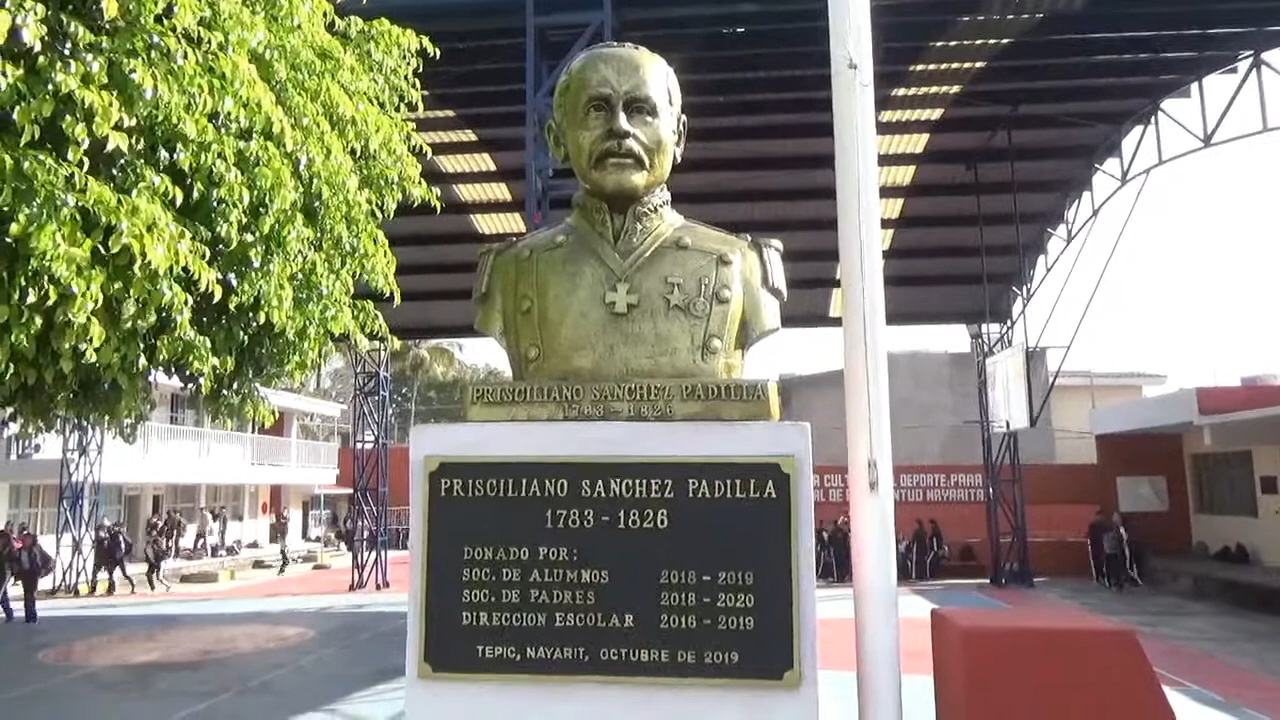 PRISCILIANO SANCHEZ PADILLA
1783-1826
PRISCILIANO SANCHEZ PADILLA
1783-1826
DONADO POR:
SOC. DE ALUMNOS 2018-2019
SOC. DE PADRES 2018-2020
DIRECCION ESCOLAR 2016-2019
TEPIC, NAYARIT, OCTUBRE DE 2019
DEPORTE, PARA
NAYARITA